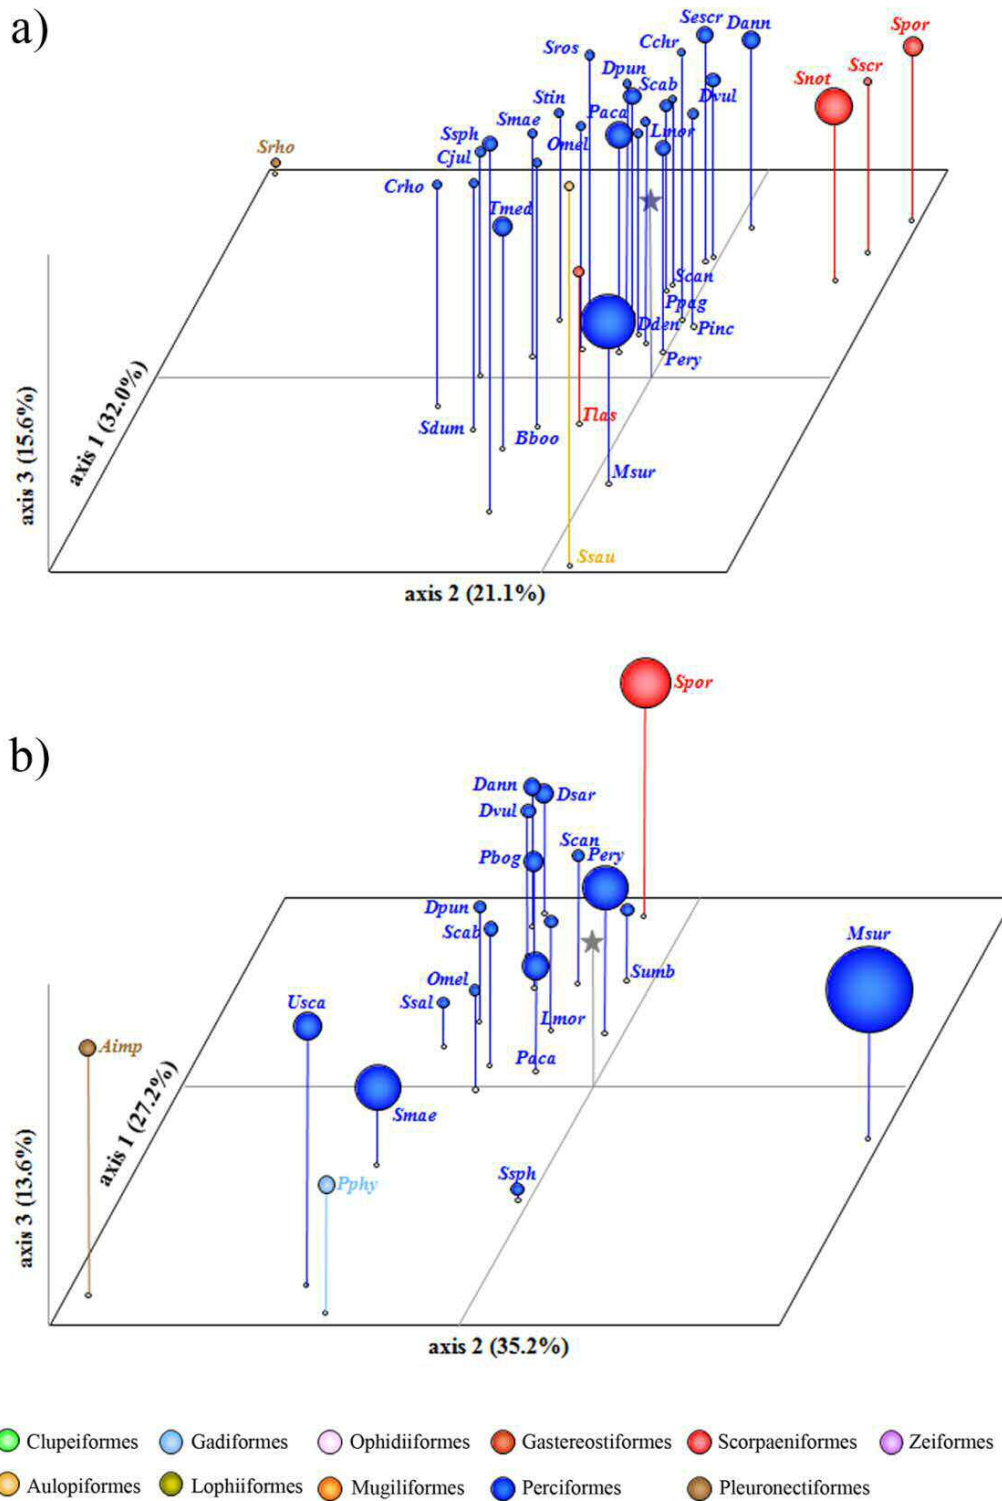 a)
Sescr
Dann
Spor
Cchr
Sros
Sscr
Dpun
Snot
Scab
Dvul
Stin
Paca
Smae
Lmor
Ssph
Omel
Srho
Cjul
Crho
Tmed
Scan
Ppag
Dden
Pinc
Pery
Tlas
Sdum
Bboo
Msur
Ssau
axis 1 (32.0%)
axis 3 (15.6%)
axis 2 (21.1%)
b)
Spor
Dann
Dsar
Dvul
Scan
Pbog
Pery
Dpun
Scab
Msur
Omel
Sumb
Usca
Ssal
Lmor
Aimp
Paca
Smae
Ssph
Pphy
axis 1 (27.2%)
axis 3 (13.6%)
axis 2 (35.2%)
Clupeiformes Gadiformes Ophidiiformes Gastereostiformes Scorpaeniformes Zeiformes
Aulopiformes Lophiiformes Mugiliformes Perciformes Pleuronectiformes